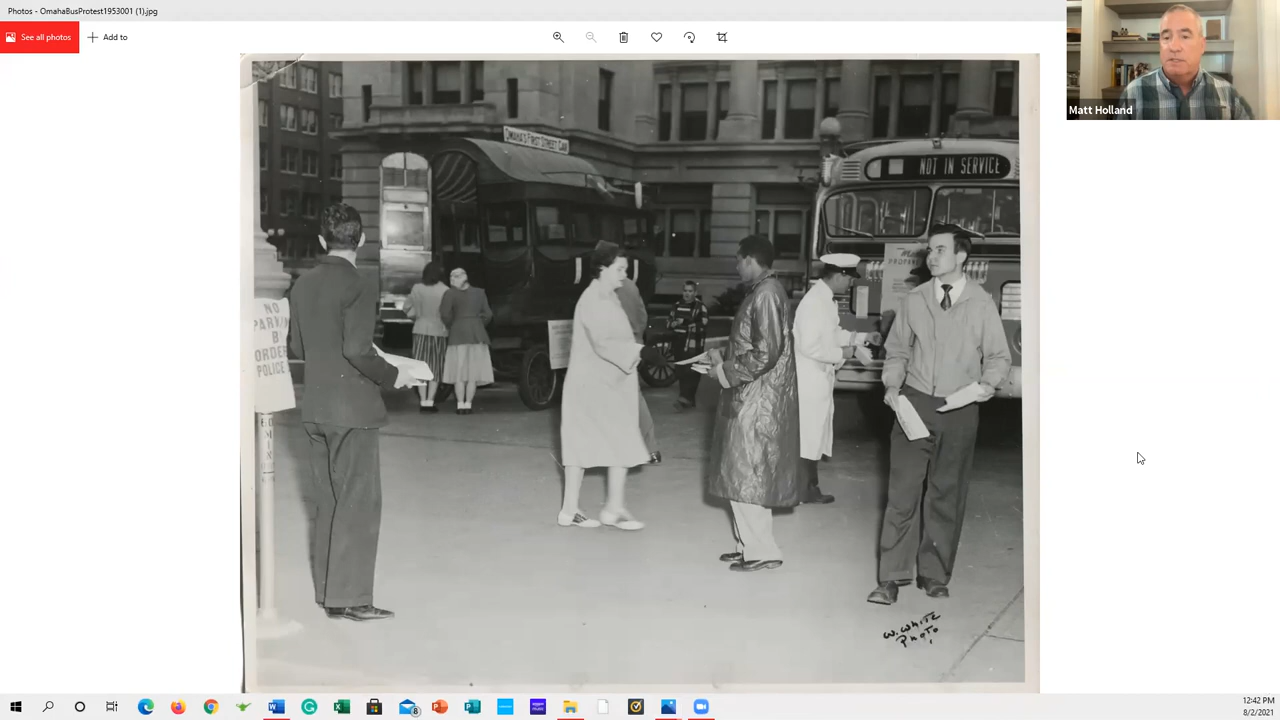 Photos - OmahaBusProtest1953001 (1).jpg
See all photos
Add to
Matt Holland
OMAHA'S FIRST STREET CAR
NOT IN SERVICE
NO
PARKING
B
ORDER
POLICE
W. WHITE
PHOTO
12:42 PM
8/2/2021